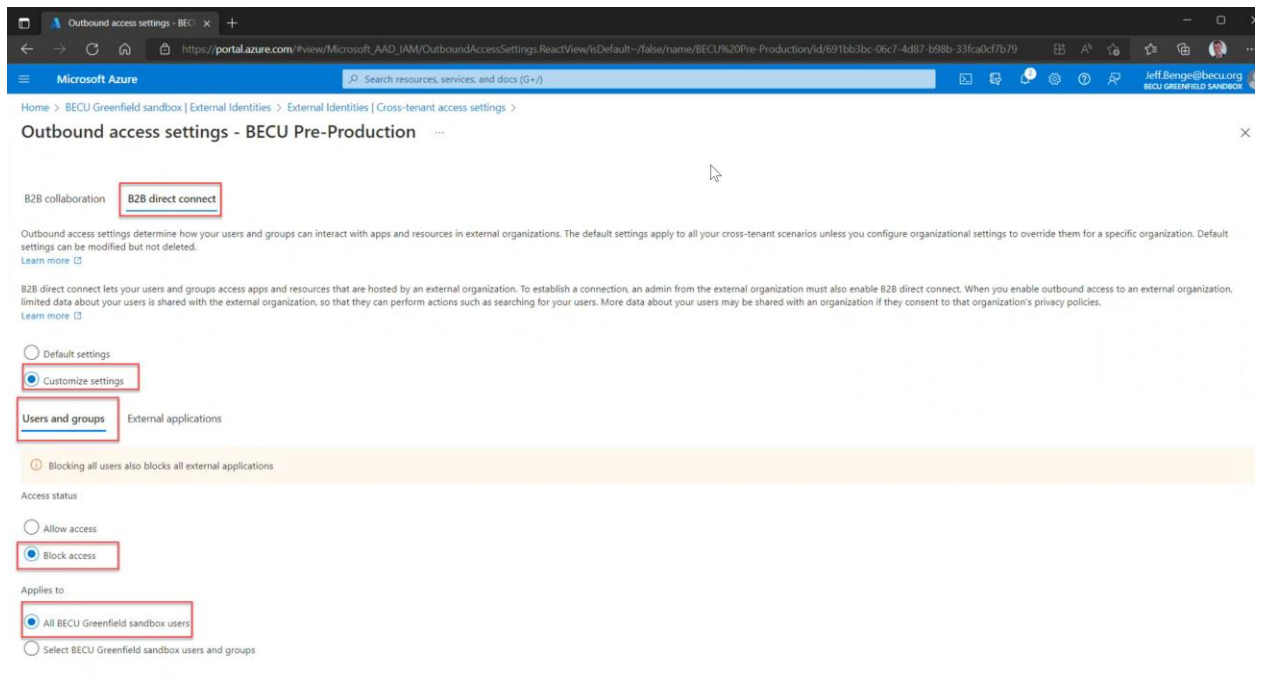 Outbound access settings - BEC
https://portal.azure.com/#view/Microsoft_AAD_IAM/OutboundAccessSettings.ReactView/isDefault~/false/name/BECU%20Pre-Production/id/691bb3bc-06c7-4d87-b98b-33fca0cf7b79
Microsoft Azure
Search resources, services, and docs (G+/)
2
Jeff.Benge@becu.org
BECU GREENFIELD SANDBOX
Home > BECU Greenfield sandbox | External Identities > External Identities | Cross-tenant access settings >
Outbound access settings - BECU Pre-Production ...
B2B collaboration
B2B direct connect
Outbound access settings determine how your users and groups can interact with apps and resources in external organizations. The default settings apply to all your cross-tenant scenarios unless you configure organizational settings to override them for a specific organization. Default
settings can be modified but not deleted.
Learn more
B2B direct connect lets your users and groups access apps and resources that are hosted by an external organization. To establish a connection, an admin from the external organization must also enable B2B direct connect. When you enable outbound access to an external organization,
limited data about your users is shared with the external organization, so that they can perform actions such as searching for your users. More data about your users may be shared with an organization if they consent to that organization's privacy policies.
Learn more
Default settings
Customize settings
Users and groups
External applications
Blocking all users also blocks all external applications
Access status
Allow access
Block access
Applies to
All BECU Greenfield sandbox users
Select BECU Greenfield sandbox users and groups